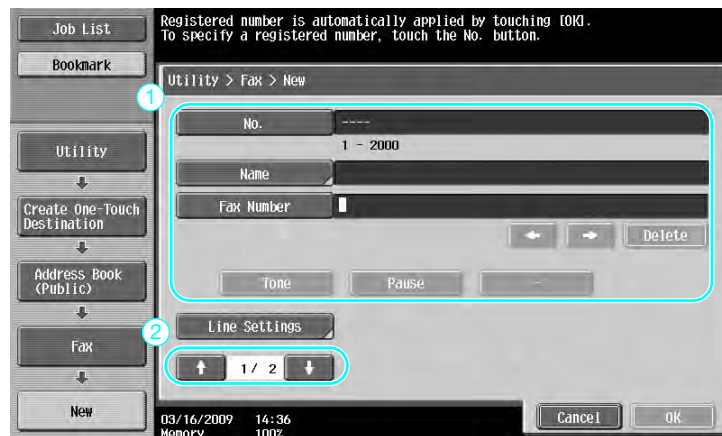 Job List
Bookmark
Registered number is automatically applied by touching [OK].
To specify a registered number, touch the No. button.
Utility > Fax > New
1
No.
----
1 - 2000
Name
Fax Number
Delete
Tone
Pause
-
2
Line Settings
1/ 2
Utility
Create One-Touch
Destination
Address Book
(Public)
Fax
New
03/16/2009 14:36
Memory 100%
Cancel
OK